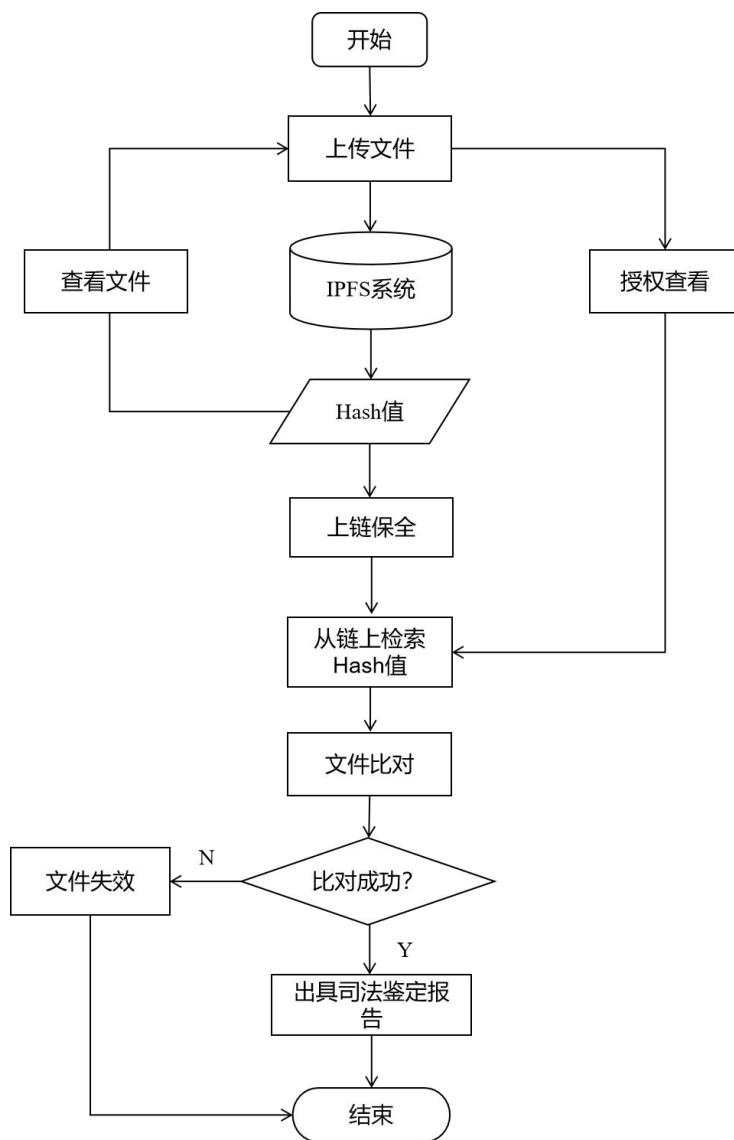 开始
上传文件
查看文件
IPFS系统
授权查看
Hash值
上链保全
从链上检索
Hash值
文件比对
N
文件失效
比对成功？
Y
出具司法鉴定报
告
结束